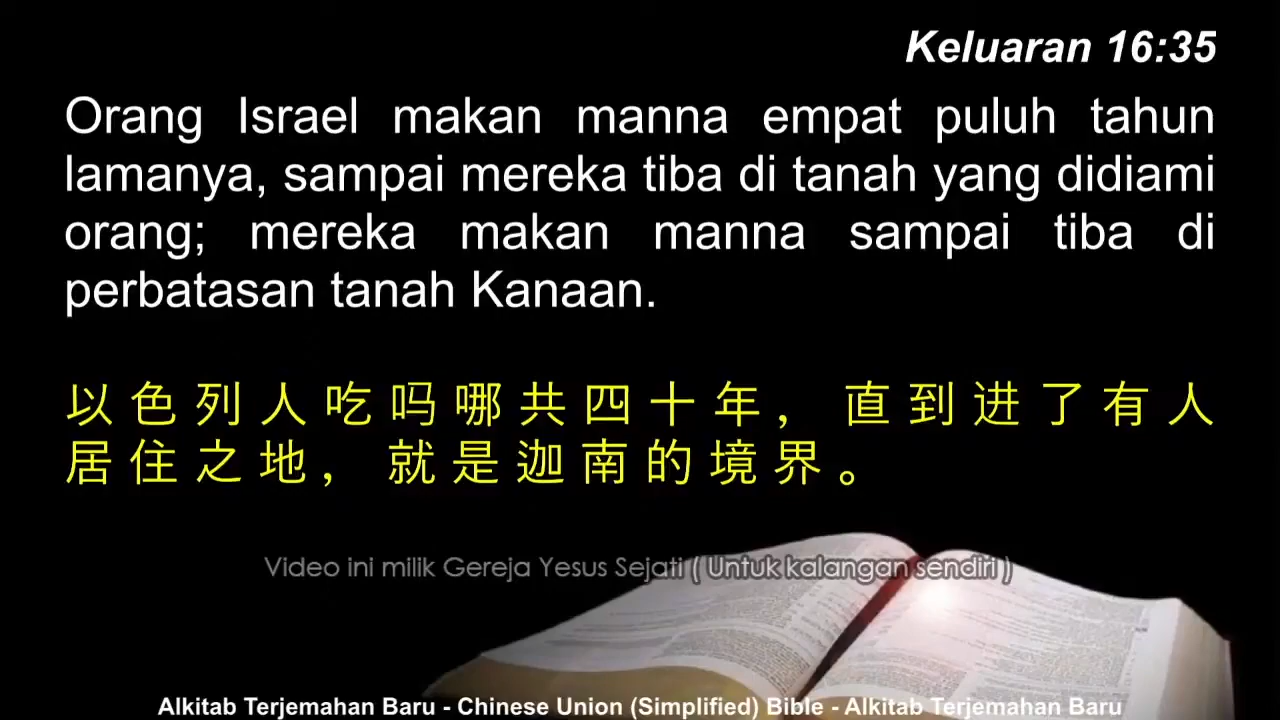 Keluaran 16:35
Orang Israel makan manna empat puluh tahun
lamanya, sampai mereka tiba di tanah yang didiami
orang; mereka makan manna sampai tiba di
perbatasan tanah Kanaan.
以色列人吃吗哪共四十年，直到进了有人
居住之地，就是迦南的境界。
Video ini milik Gereja Yesus Sejati ( Untuk kalangan sendiri )
Alkitab Terjemahan Baru - Chinese Union (Simplified) Bible - Alkitab Terjemahan Baru